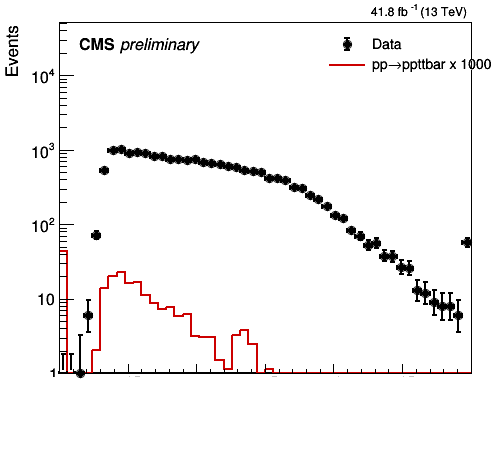 41.8 fb⁻¹ (13 TeV)
CMS preliminary
Data
pp→ppttbar x 1000
Events
10⁴
10³
10²
10
1